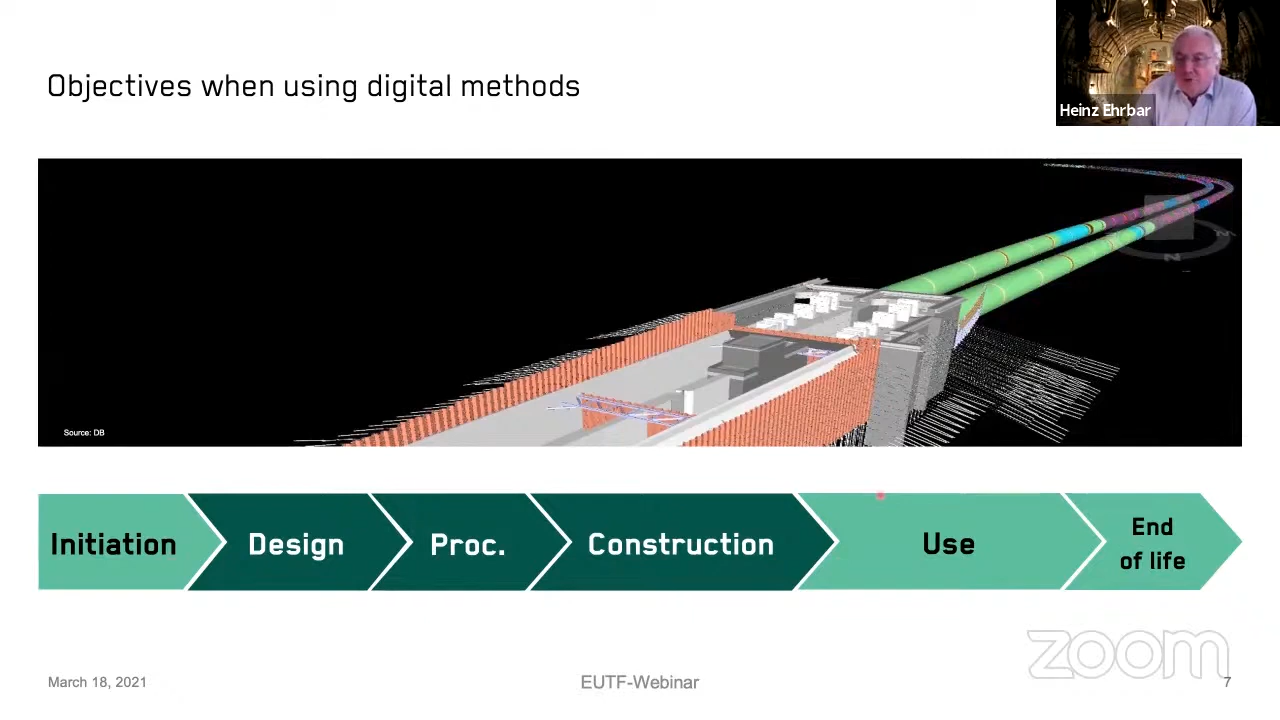 Objectives when using digital methods
Heinz Ehrbar
N
N
Source: DB
Initiation
Design
Proc.
Construction
Use
End
of life
zoom
March 18, 2021
EUTF-Webinar
7